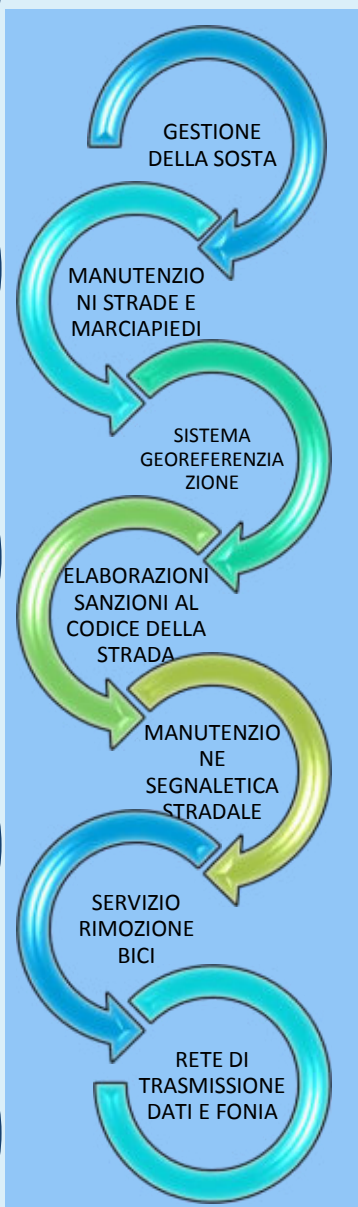 GESTIONE
DELLA SOSTA
MANUTENZIO
NI STRADE E
MARCIAPIEDI
SISTEMA
GEOREFERENZIA
ZIONE
ELABORAZIONI
SANZIONI AL
CODICE DELLA
STRADA
MANUTENZIO
NE
SEGNALETICA
STRADALE
SERVIZIO
RIMOZIONE
BICI
RETE DI
TRASMISSIONE
DATI E FONIA